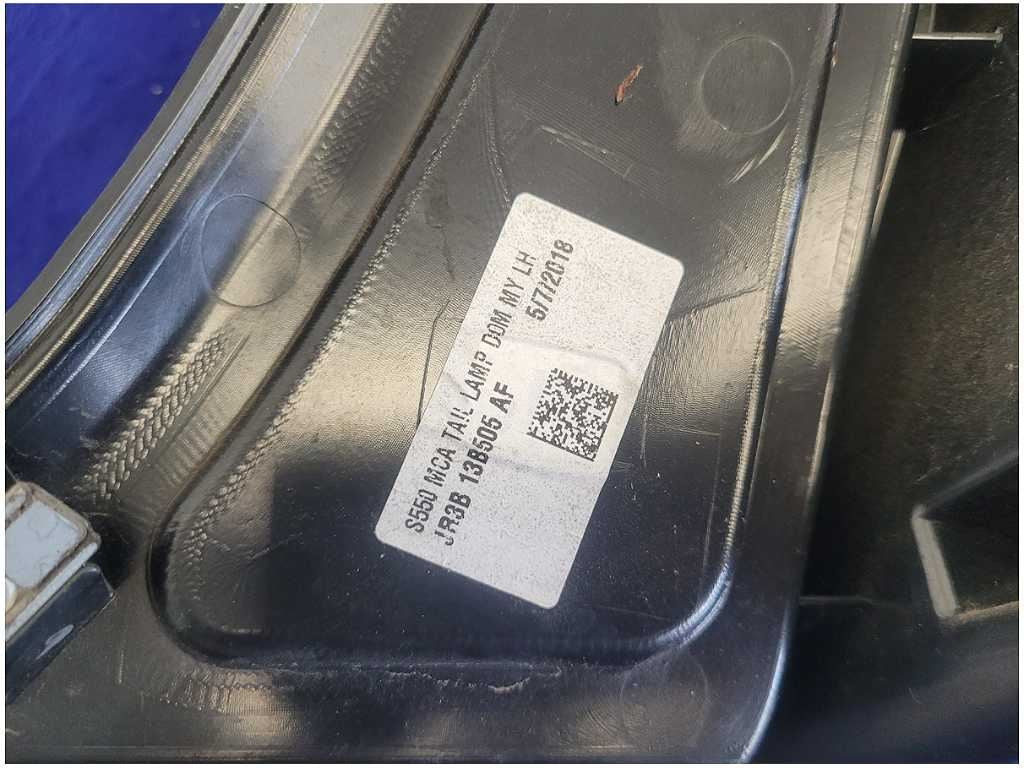 S550 MCA TAIL LAMP DOM MY LH
JR3B 13B505 AF
5/7/2018